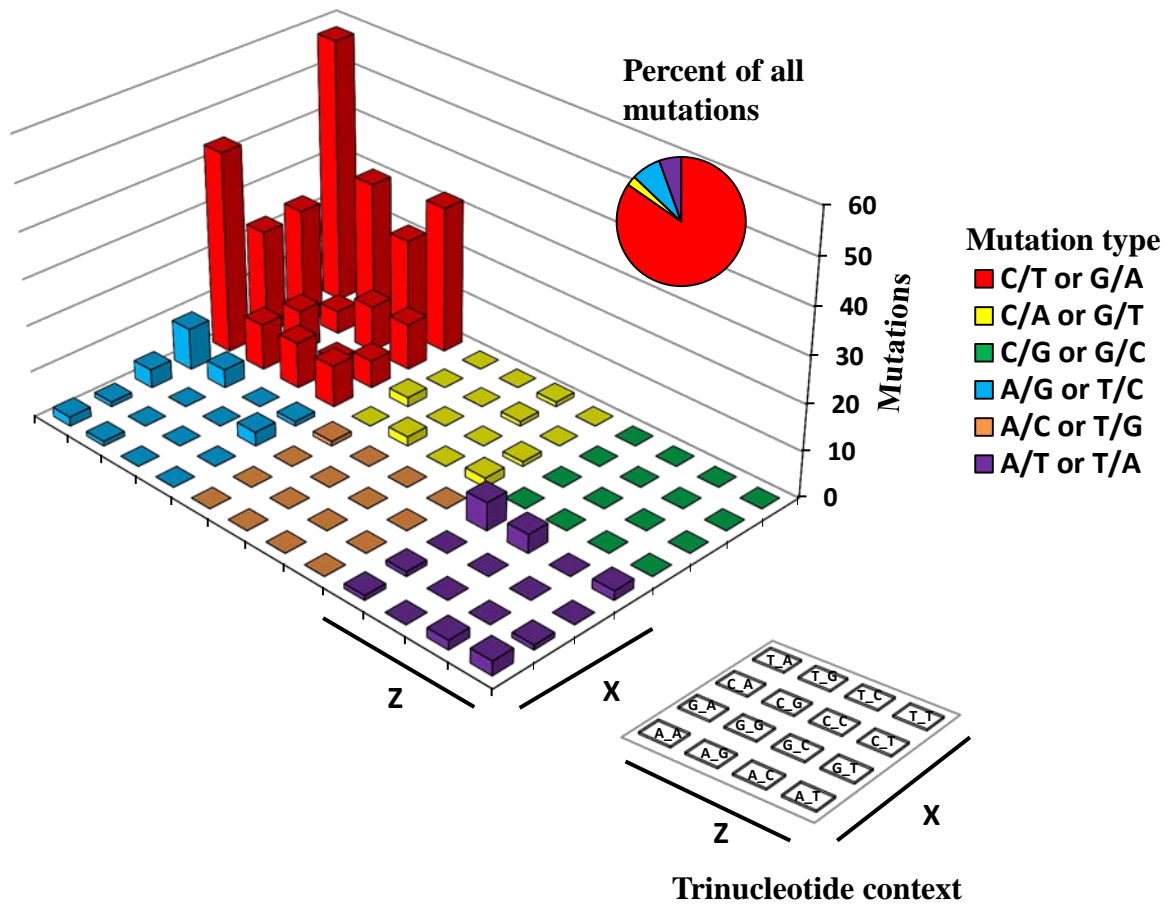 Percent of all
mutations
60
50
40
30
20
10
0
Mutations
Mutation type
C/T or G/A
C/A or G/T
C/G or G/C
A/G or T/C
A/C or T/G
A/T or T/A
Z
X
T_A
T_G
T_C
T_T
C_A
C_G
C_C
C_T
G_A
G_G
G_C
G_T
A_A
A_G
A_C
A_T
Z
X
Trinucleotide context